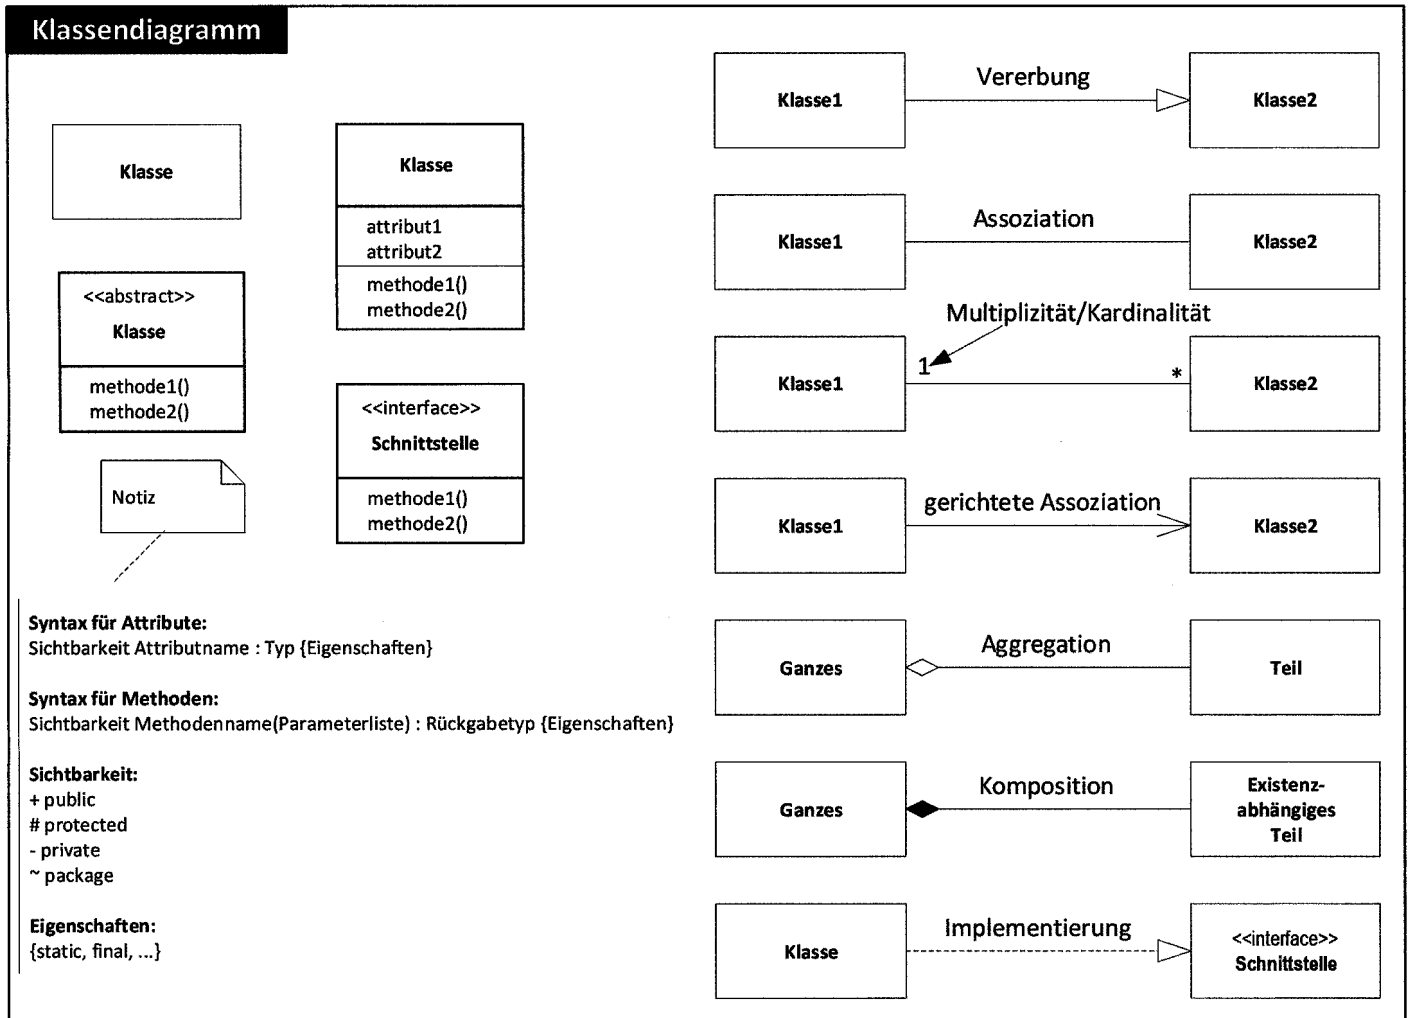 Klassendiagramm
Klasse
Klasse
attribut1
attribut2
methode1()
methode2()
<<abstract>>
Klasse
methode1()
methode2()
<<interface>>
Schnittstelle
methode1()
methode2()
Notiz
Syntax für Attribute:
Sichtbarkeit Attributname : Typ {Eigenschaften}
Syntax für Methoden:
Sichtbarkeit Methodenname(Parameterliste) : Rückgabetyp {Eigenschaften}
Sichtbarkeit:
+ public
# protected
- private
~ package
Eigenschaften:
{static, final, ...}
Klasse1
Vererbung
Klasse2
Klasse1
Assoziation
Klasse2
Multiplizität/Kardinalität
Klasse1
1
*
Klasse2
Klasse1
gerichtete Assoziation
Klasse2
Ganzes
Aggregation
Teil
Ganzes
Komposition
Existenz-
abhängiges
Teil
Klasse
Implementierung
<<interface>>
Schnittstelle